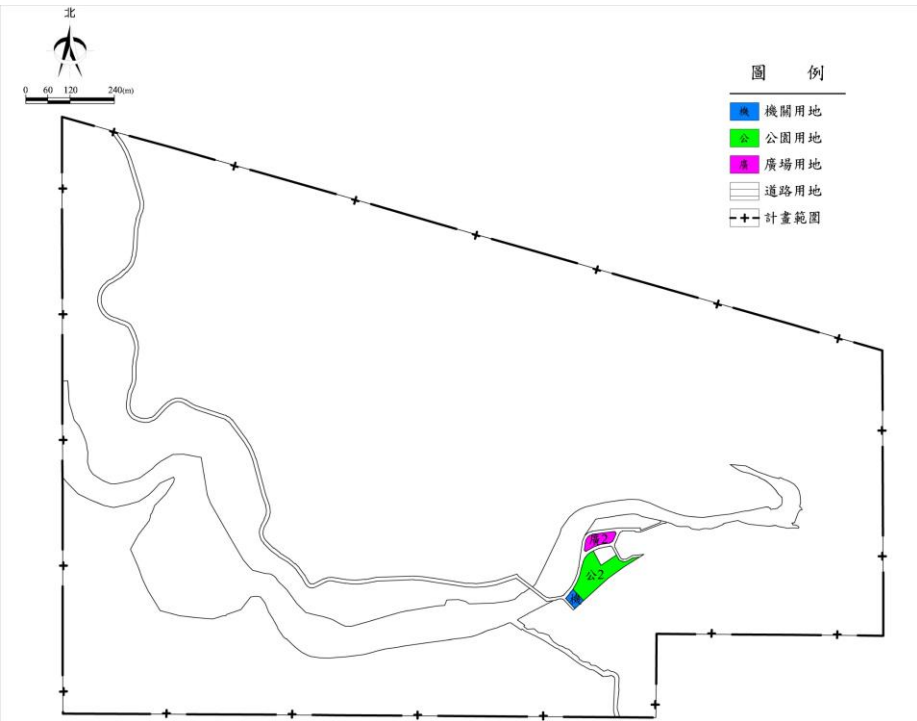 北
0 60 120 240(m)
圖 例
機 機關用地
公 公園用地
廣 廣場用地
道路用地
計畫範圍
廣2
公2
機